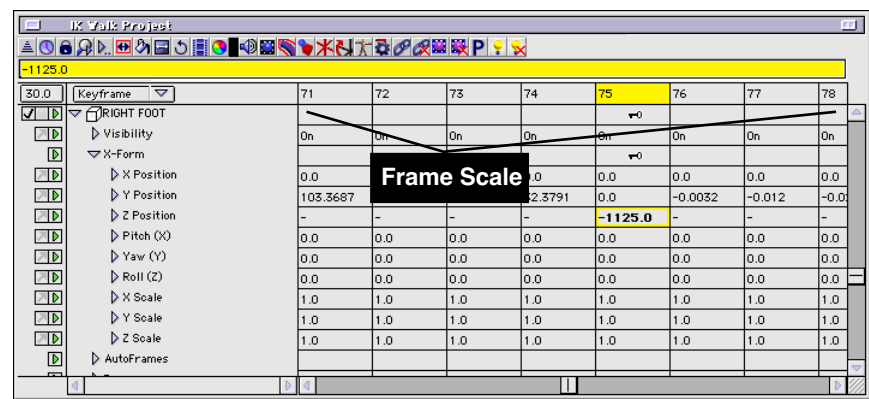 IK Walk Project
P
-1125.0
30.0 Keyframe 71 72 73 74 75 76 77 78
RIGHT FOOT
Visibility On On On On On On On
X-Form
Frame Scale
X Position 0.0 0.0 0.0 0.0 0.0 0.0
Y Position 103.3687 2.3791 0.0 -0.0032 -0.012 -0.0
Z Position - - - - -1125.0 - - -
Pitch (X) 0.0 0.0 0.0 0.0 0.0 0.0 0.0 0.0
Yaw (Y) 0.0 0.0 0.0 0.0 0.0 0.0 0.0 0.0
Roll (Z) 0.0 0.0 0.0 0.0 0.0 0.0 0.0 0.0
X Scale 1.0 1.0 1.0 1.0 1.0 1.0 1.0 1.0
Y Scale 1.0 1.0 1.0 1.0 1.0 1.0 1.0 1.0
Z Scale 1.0 1.0 1.0 1.0 1.0 1.0 1.0 1.0
AutoFrames